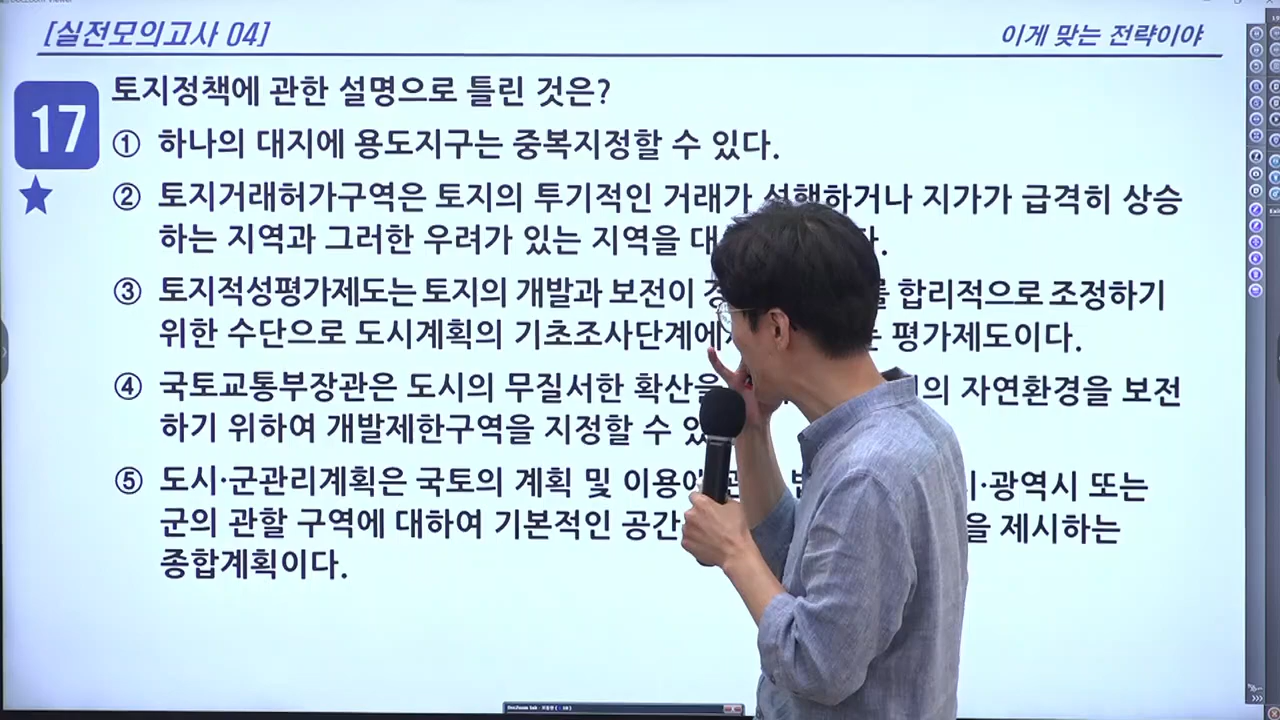 [실전모의고사 04]
이게 맞는 전략이야
17
토지정책에 관한 설명으로 틀린 것은?
① 하나의 대지에 용도지구는 중복지정할 수 있다.
② 토지거래허가구역은 토지의 투기적인 거래가 성행하거나 지가가 급격히 상승
하는 지역과 그러한 우려가 있는 지역을
③ 토지적성평가제도는 토지의 개발과 보전이 합리적으로 조정하기
위한 수단으로 도시계획의 기초조사단계에 평가제도이다.
④ 국토교통부장관은 도시의 무질서한 확산을 자연환경을 보전
하기 위하여 개발제한구역을 지정할 수
⑤ 도시·군관리계획은 국토의 계획 및 광역시 또는
군의 관할 구역에 대하여 기본적인 제시하는
종합계획이다.